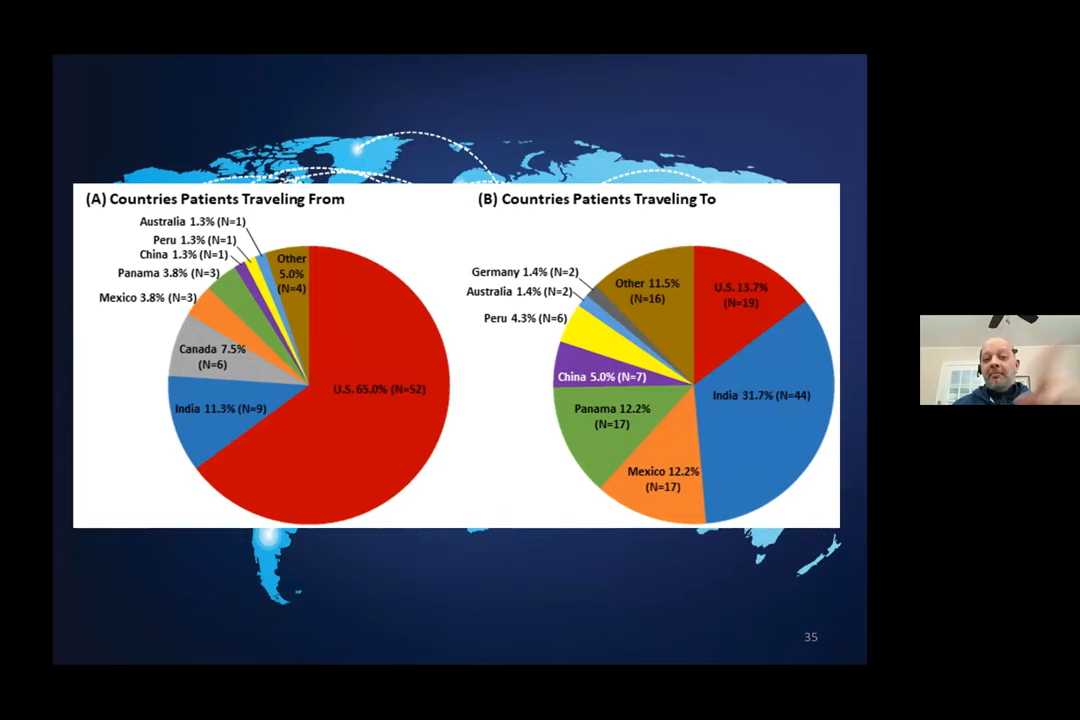 (A) Countries Patients Traveling From
Australia 1.3% (N=1)
Peru 1.3% (N=1)
China 1.3% (N=1)
Panama 3.8% (N=3)
Mexico 3.8% (N=3)
Canada 7.5%
(N=6)
India 11.3% (N=9)
Other
5.0%
(N=4)
U.S. 65.0% (N=52)
(B) Countries Patients Traveling To
Germany 1.4% (N=2)
Australia 1.4% (N=2)
Peru 4.3% (N=6)
China 5.0% (N=7)
Panama 12.2%
(N=17)
Mexico 12.2%
(N=17)
Other 11.5%
(N=16)
U.S. 13.7%
(N=19)
India 31.7% (N=44)
35